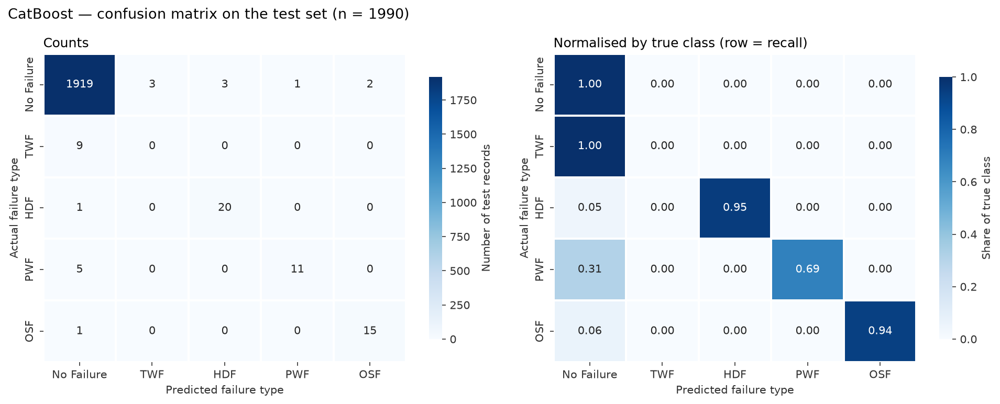 CatBoost — confusion matrix on the test set (n = 1990)
Counts
Actual failure type
No Failure
1919 3 3 1 2
TWF
9 0 0 0 0
HDF
1 0 20 0 0
PWF
5 0 0 11 0
OSF
1 0 0 0 15
No Failure TWF HDF PWF OSF
Predicted failure type
1750
1500
1250
1000
750
500
250
0
Number of test records
Normalised by true class (row = recall)
Actual failure type
No Failure
1.00 0.00 0.00 0.00 0.00
TWF
1.00 0.00 0.00 0.00 0.00
HDF
0.05 0.00 0.95 0.00 0.00
PWF
0.31 0.00 0.00 0.69 0.00
OSF
0.06 0.00 0.00 0.00 0.94
No Failure TWF HDF PWF OSF
Predicted failure type
1.0
0.8
0.6
0.4
0.2
0.0
Share of true class